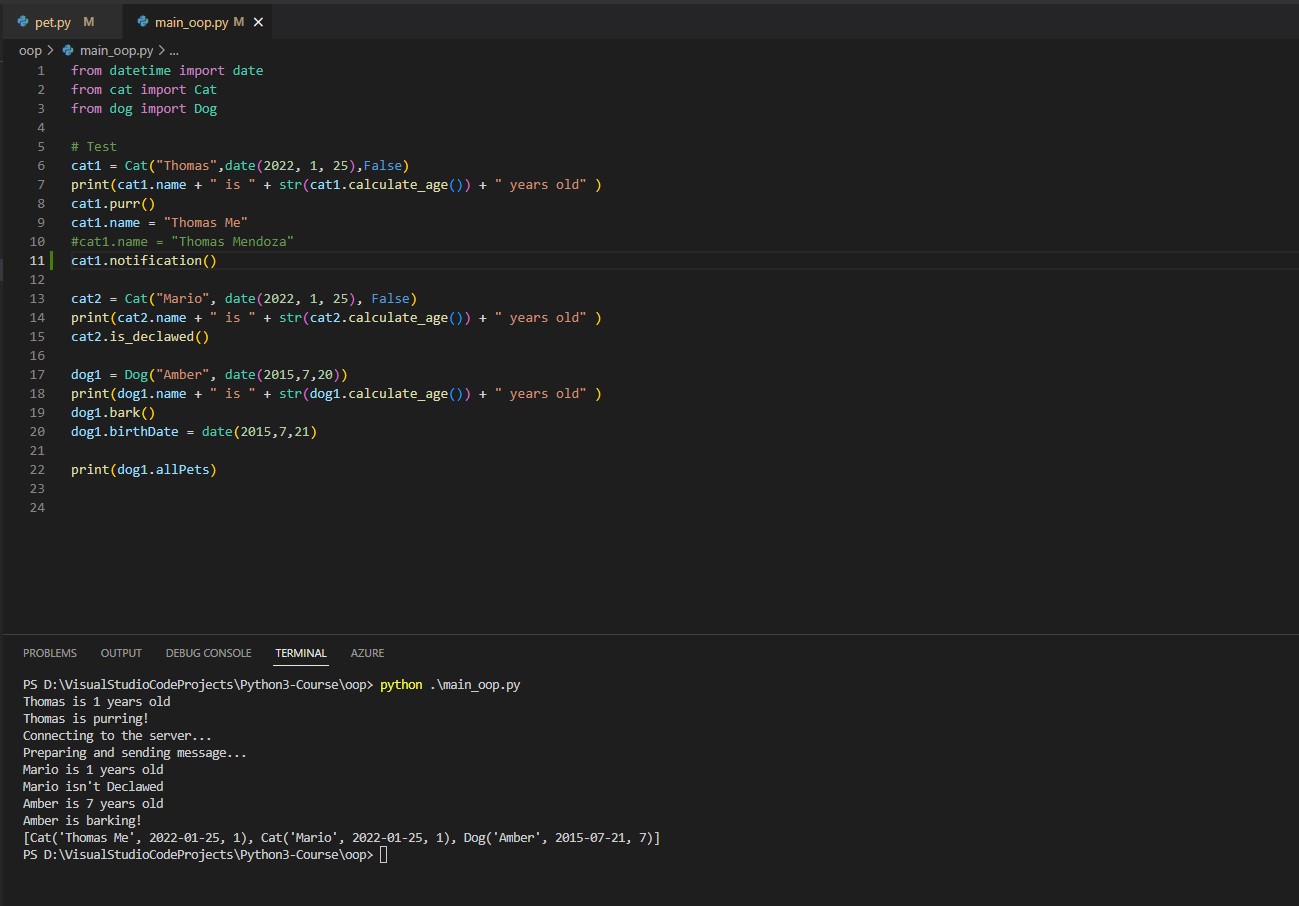 pet.py M main_oop.py M ✕
oop > main_oop.py > ...
1 from datetime import date
2 from cat import Cat
3 from dog import Dog
4
5 # Test
6 cat1 = Cat("Thomas",date(2022, 1, 25),False)
7 print(cat1.name + " is " + str(cat1.calculate_age()) + " years old" )
8 cat1.purr()
9 cat1.name = "Thomas Me"
10 #cat1.name = "Thomas Mendoza"
11 cat1.notification()
12
13 cat2 = Cat("Mario", date(2022, 1, 25), False)
14 print(cat2.name + " is " + str(cat2.calculate_age()) + " years old" )
15 cat2.is_declawed()
16
17 dog1 = Dog("Amber", date(2015,7,20))
18 print(dog1.name + " is " + str(dog1.calculate_age()) + " years old" )
19 dog1.bark()
20 dog1.birthDate = date(2015,7,21)
21
22 print(dog1.allPets)
23
24
PROBLEMS OUTPUT DEBUG CONSOLE TERMINAL AZURE
PS D:\VisualStudioCodeProjects\Python3-Course\oop> python .\main_oop.py
Thomas is 1 years old
Thomas is purring!
Connecting to the server...
Preparing and sending message...
Mario is 1 years old
Mario isn't Declawed
Amber is 7 years old
Amber is barking!
[Cat('Thomas Me', 2022-01-25, 1), Cat('Mario', 2022-01-25, 1), Dog('Amber', 2015-07-21, 7)]
PS D:\VisualStudioCodeProjects\Python3-Course\oop>